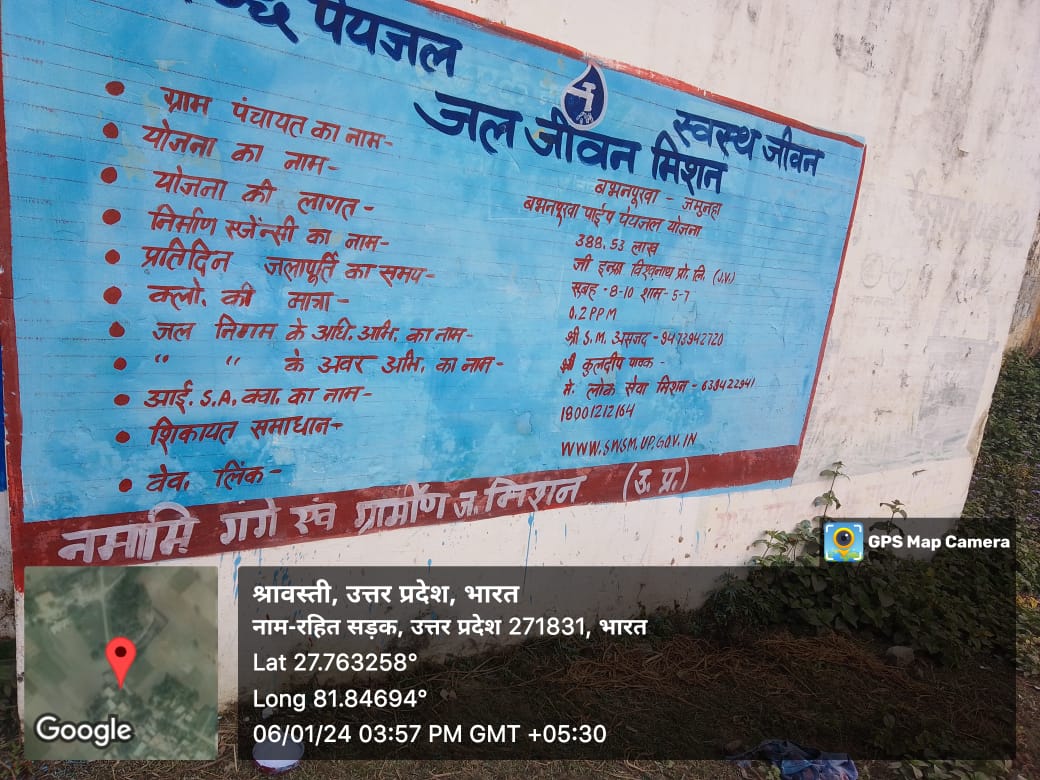 पेयजल
जल जीवन मिशन
स्वस्थ जीवन
• ग्राम पंचायत का नाम- बभनपूरवा - जमुनहा
• योजना का नाम- बभनपूरवा पाईप पेयजल योजना
• योजना की लागत- 388.53 लाख
• निर्माण एजेंन्सी का नाम- विश्वनाथ प्रो. लि. (J.V.)
• प्रतिदिन जलापूर्ति का समय- सुबह - 8-10 शाम- 5-7
• क्लो. की मात्रा- 0.2 PPM
• जल निगम के अधि. अभि. का नाम- श्री S.M. असजद - 9473942720
• " " के अवर अभि. का नाम- श्री कुलदीप पाठक -
• आई. S.A. क्वा. का नाम- मे. लोक सेवा मिशन - 639422941
• शिकायत समाधान- 18001212164
• वेव. लिंक- WWW.SWSM.UP.GOV.IN
नमामि गंगे एवं ग्रामीण ज. मिशन (उ.प्र.)
GPS Map Camera
श्रावस्ती, उत्तर प्रदेश, भारत
नाम-रहित सड़क, उत्तर प्रदेश 271831, भारत
Lat 27.763258°
Long 81.84694°
06/01/24 03:57 PM GMT +05:30
Google